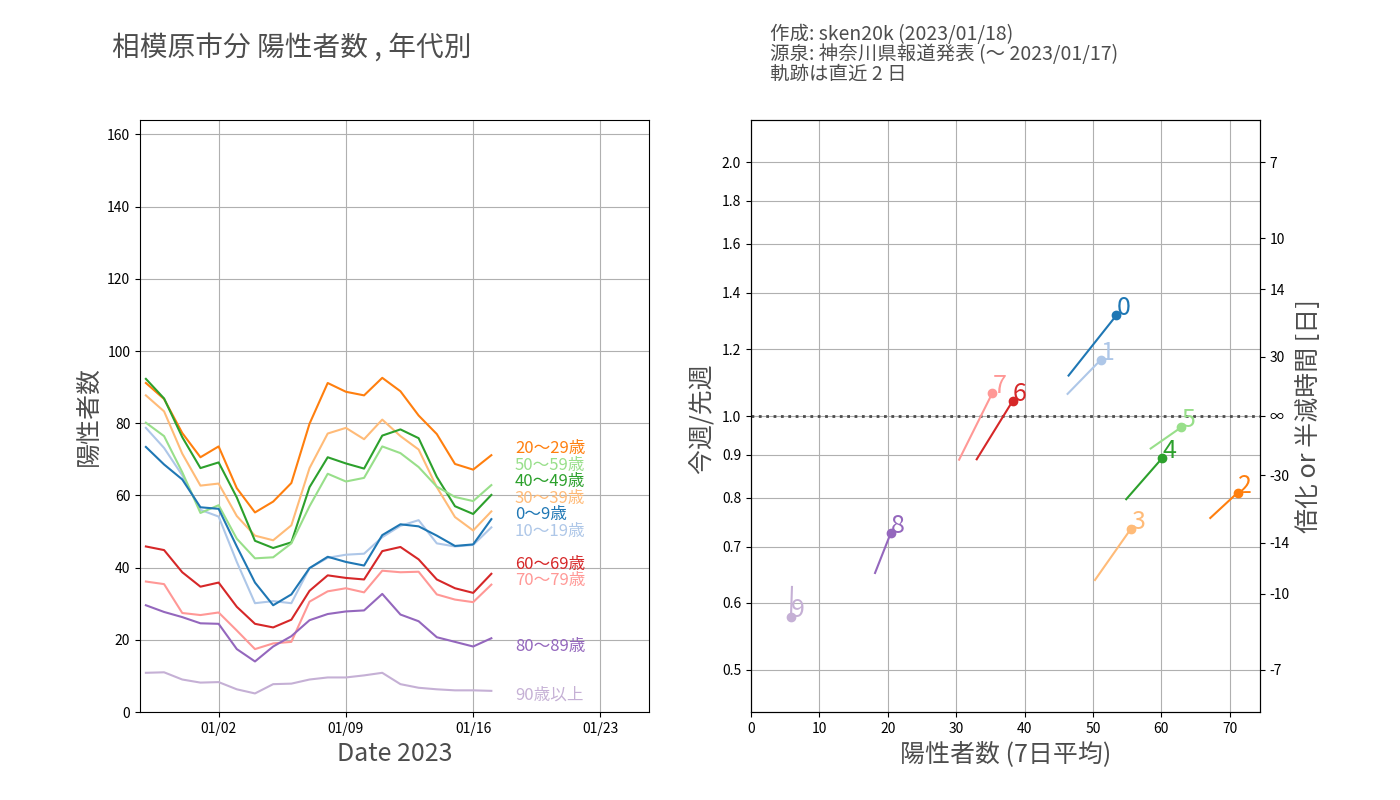 相模原市分 陽性者数 , 年代別
作成: sken20k (2023/01/18)
源泉: 神奈川県報道発表 (〜 2023/01/17)
軌跡は直近 2 日
陽性者数
160
140
120
100
80
60
40
20
0
20〜29歳
50〜59歳
40〜49歳
30〜39歳
0〜9歳
10〜19歳
60〜69歳
70〜79歳
80〜89歳
90歳以上
01/02
01/09
01/16
01/23
Date 2023
今週/先週
2.0
1.8
1.6
1.4
1.2
1.0
0.9
0.8
0.7
0.6
0.5
0
1
7
6
5
4
2
3
8
9
7
10
14
30
∞
-30
-14
-10
-7
倍化 or 半減時間 [日]
0
10
20
30
40
50
60
70
陽性者数 (7日平均)